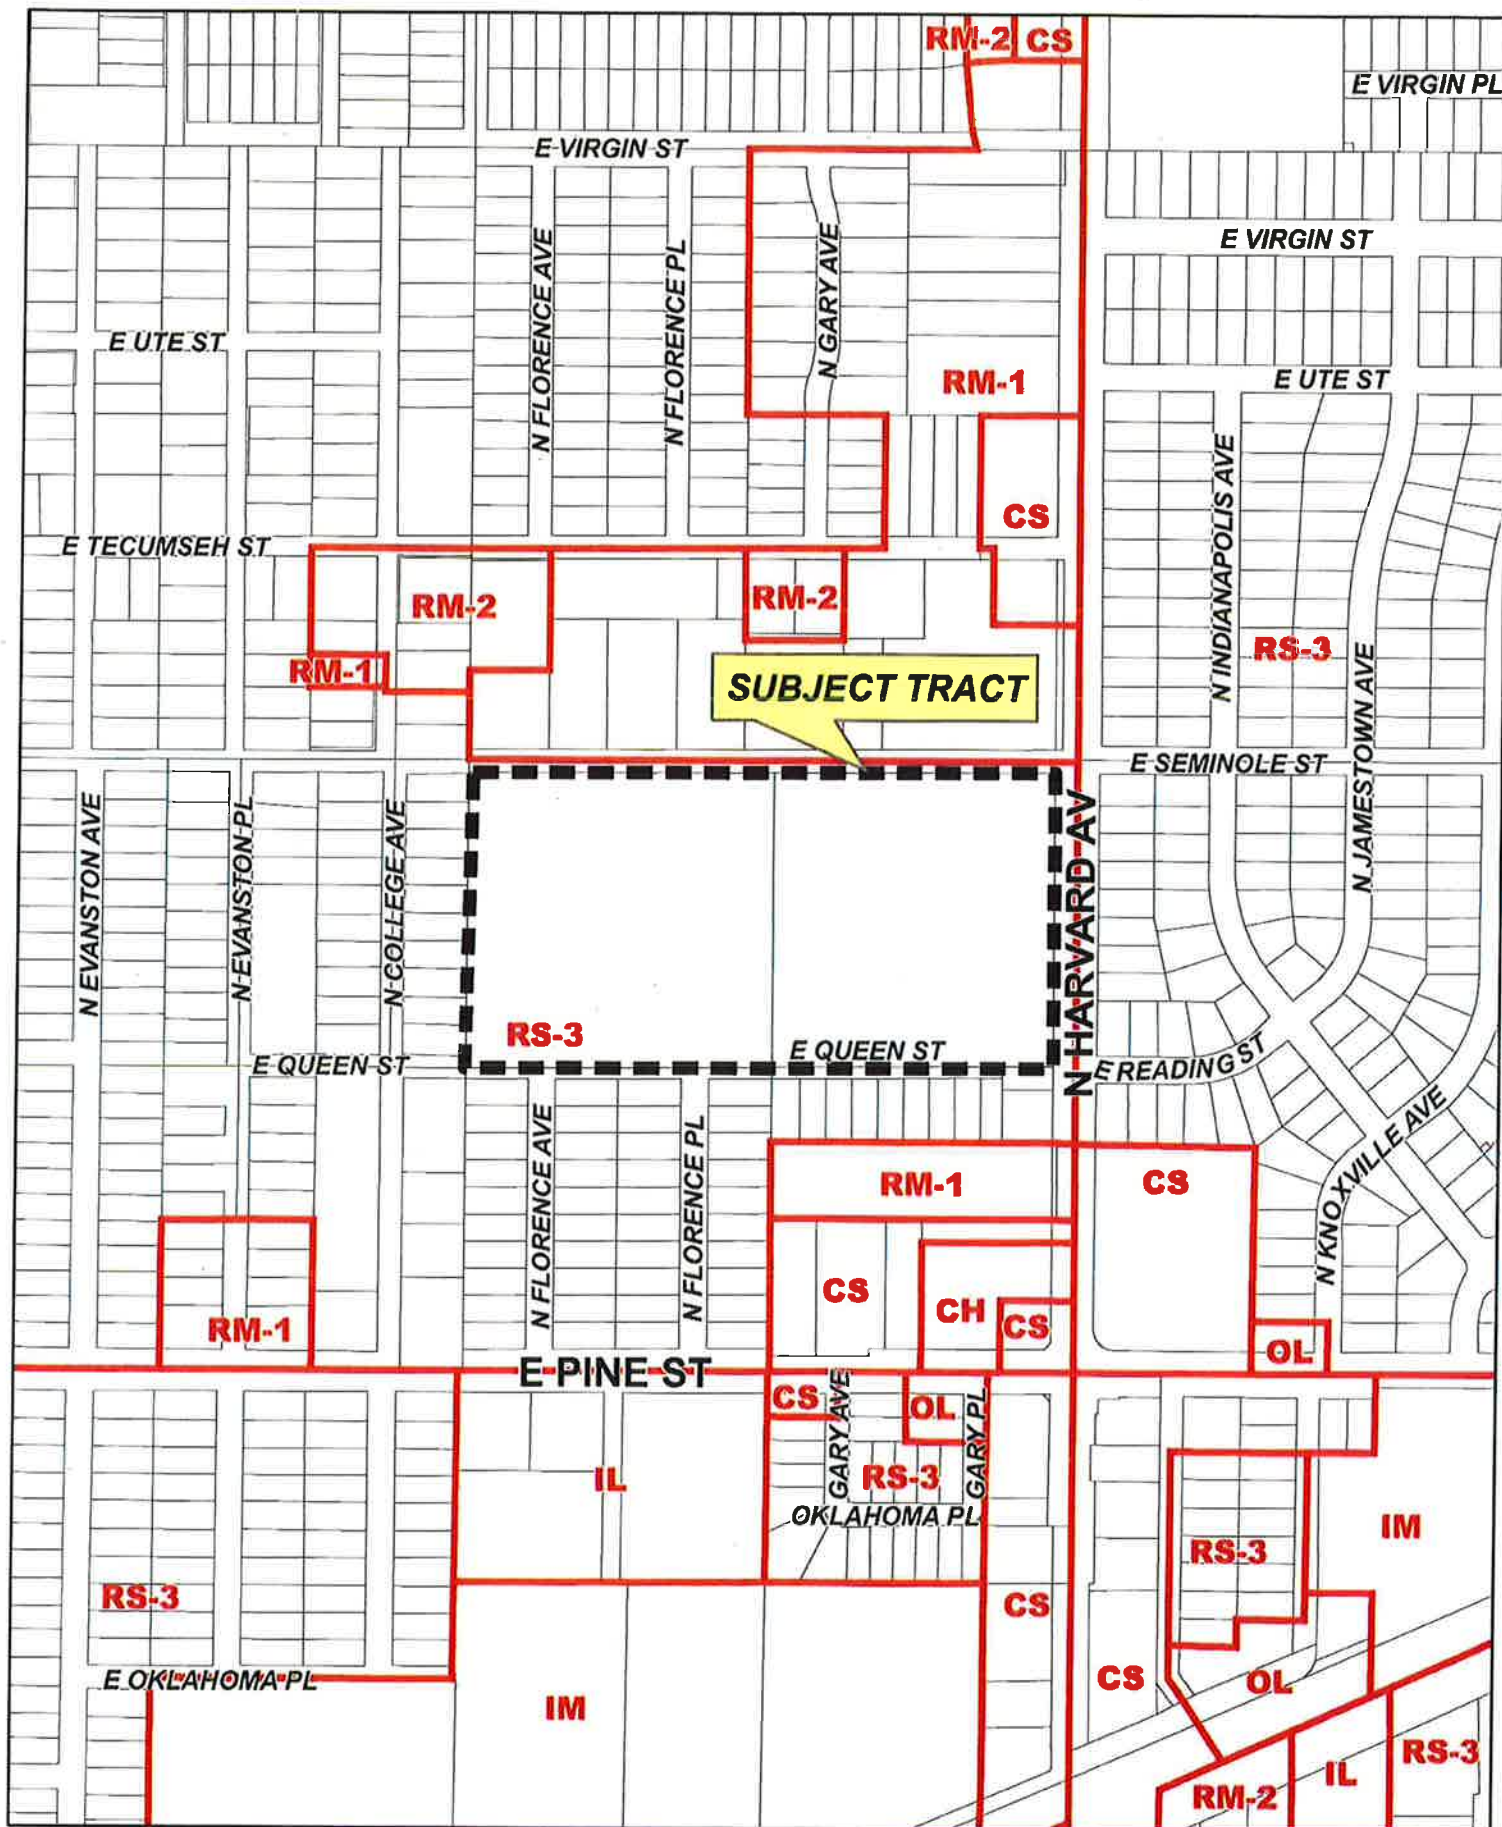 RM-2
CS
E VIRGIN PL
E VIRGIN ST
E VIRGIN ST
N FLORENCE AVE
N FLORENCE PL
N GARY AVE
E UTE ST
RM-1
E UTE ST
N INDIANAPOLIS AVE
CS
E TECUMSEH ST
RM-2
RM-2
RS-3
RM-1
SUBJECT TRACT
N JAMESTOWN AVE
E SEMINOLE ST
N EVANSTON AVE
N EVANSTON PL
N COLLEGE AVE
N HARVARD AV
RS-3
E QUEEN ST
E QUEEN ST
E READING ST
N FLORENCE AVE
N FLORENCE PL
N KNOXVILLE AVE
RM-1
CS
CS
CH
CS
RM-1
OL
E PINE ST
CS
GARY AVE
OL
GARY PL
IL
RS-3
OKLAHOMA PL
IM
RS-3
RS-3
CS
E OKLAHOMA PL
CS
OL
IM
RS-3
IL
RM-2